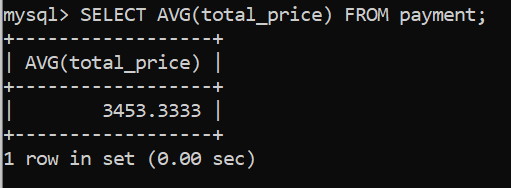 mysql> SELECT AVG(total_price) FROM payment;
+------------------+
| AVG(total_price) |
+------------------+
|        3453.3333 |
+------------------+
1 row in set (0.00 sec)